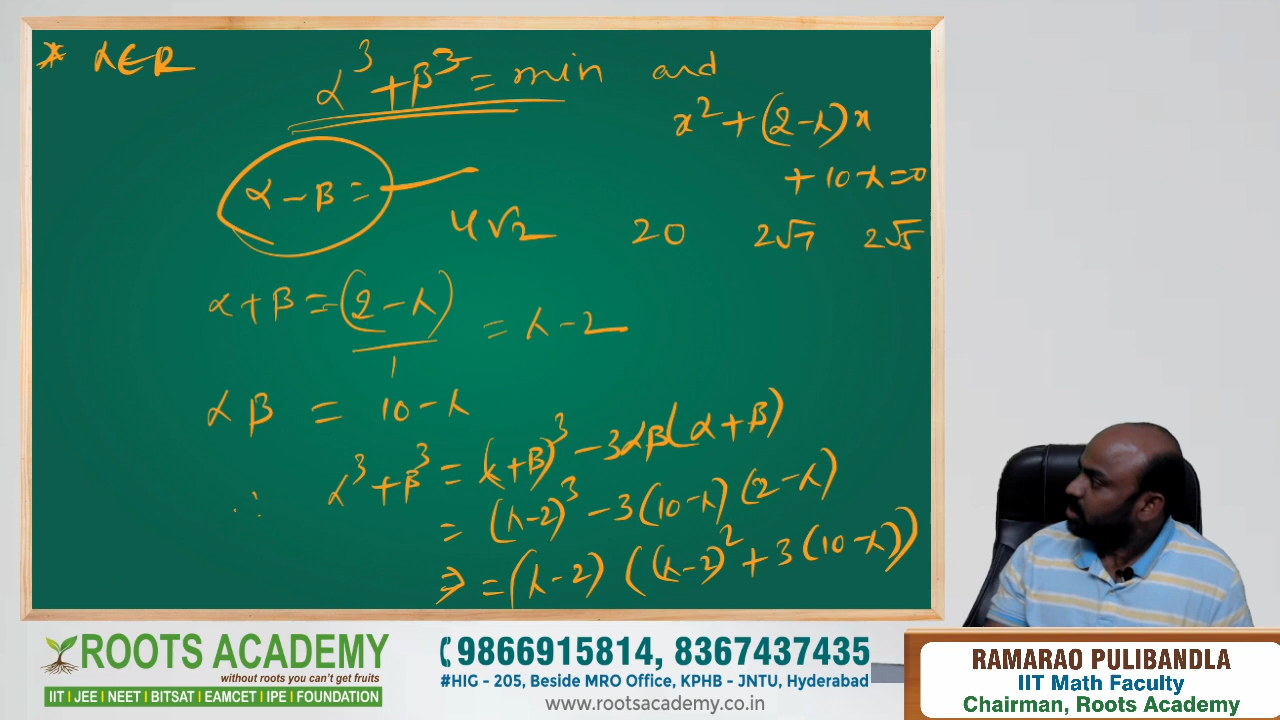 * λ∈R
α³+β³ = min and
x² + (2-λ)x
+ 10-λ=0
α-β =
4√2 20 2√7 2√5
α+β = (2-λ)/1 = λ-2
αβ = 10-λ
∴ α³+β³ = (α+β)³ - 3αβ(α+β)
= (λ-2)³ - 3(10-λ)(2-λ)
⇒ = (λ-2) ((λ-2)² + 3(10-λ))
ROOTS ACADEMY
without roots you can't get fruits
IIT I JEE I NEET I BITSAT I EAMCET I IPE I FOUNDATION
9866915814, 8367437435
#HIG - 205, Beside MRO Office, KPHB - JNTU, Hyderabad
www.rootsacademy.co.in
RAMARAO PULIBANDLA
IIT Math Faculty
Chairman, Roots Academy